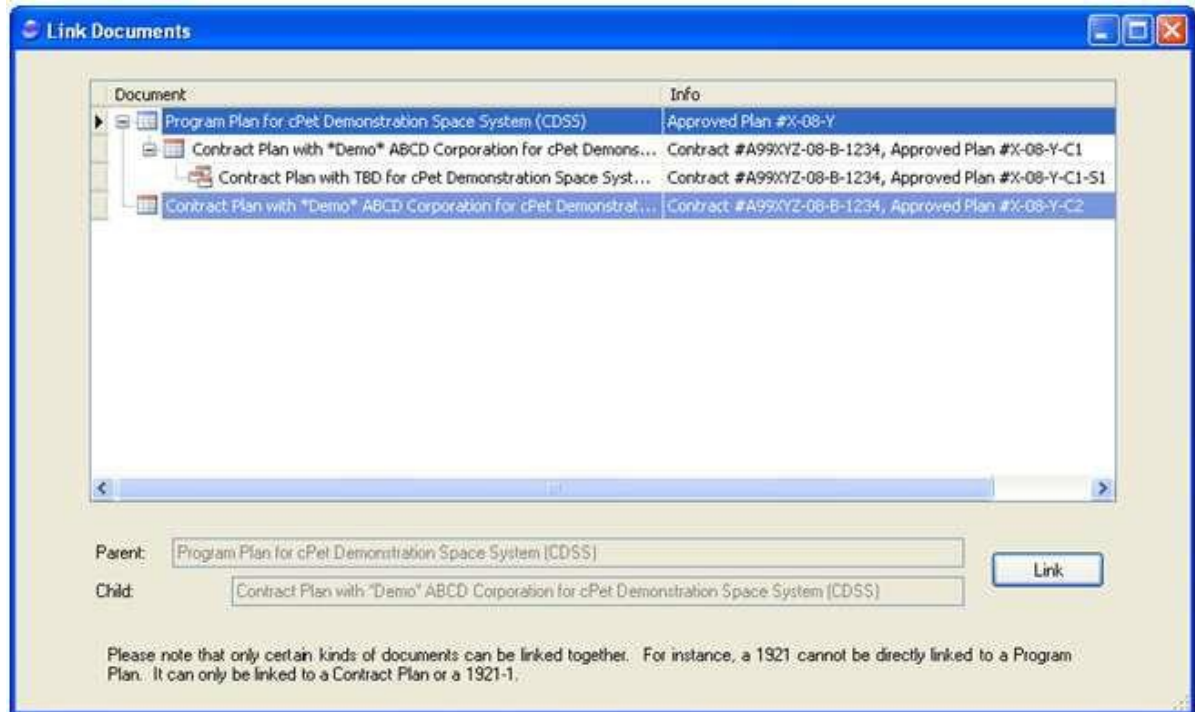 Link Documents
Document Info
Program Plan for cPet Demonstration Space System (CDSS) Approved Plan #X-08-Y
Contract Plan with *Demo* ABCD Corporation for cPet Demons... Contract #A99XYZ-08-B-1234, Approved Plan #X-08-Y-C1
Contract Plan with TBD for cPet Demonstration Space Syst... Contract #A99XYZ-08-B-1234, Approved Plan #X-08-Y-C1-S1
Contract Plan with *Demo* ABCD Corporation for cPet Demonstrat... Contract #A99XYZ-08-B-1234, Approved Plan #X-08-Y-C2
Parent: Program Plan for cPet Demonstration Space System (CDSS)
Link
Child: Contract Plan with *Demo* ABCD Corporation for cPet Demonstration Space System (CDSS)
Please note that only certain kinds of documents can be linked together. For instance, a 1921 cannot be directly linked to a Program
Plan. It can only be linked to a Contract Plan or a 1921-1.